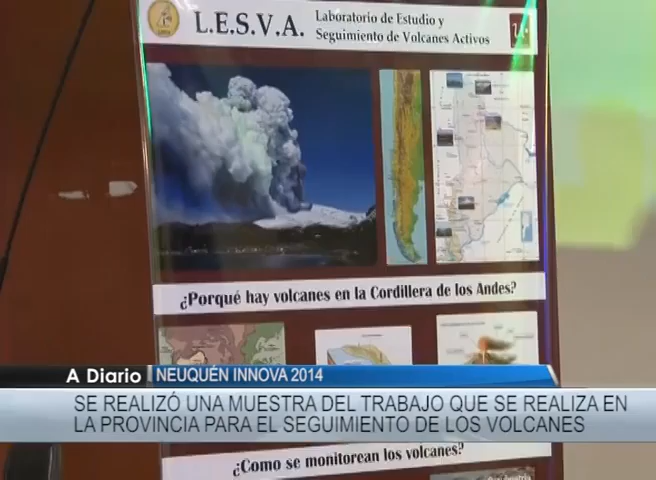 L.E.S.V.A.
Laboratorio de Estudio y
Seguimiento de Volcanes Activos
¿Porqué hay volcanes en la Cordillera de los Andes?
A Diario
NEUQUÉN INNOVA 2014
SE REALIZÓ UNA MUESTRA DEL TRABAJO QUE SE REALIZA EN
LA PROVINCIA PARA EL SEGUIMIENTO DE LOS VOLCANES
¿Como se monitorean los volcanes?